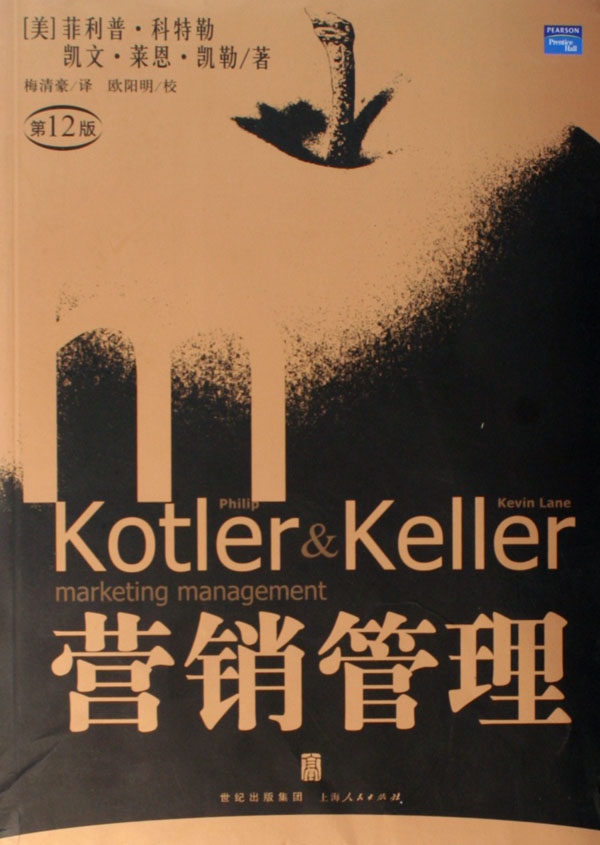 [美]菲利普·科特勒
凯文·莱恩·凯勒/著
梅清豪/译 欧阳明/校
第12版
PEARSON
Prentice
Hall
Philip
Kevin Lane
Kotler & Keller
marketing management
营销管理
世纪出版集团 上海人民出版社